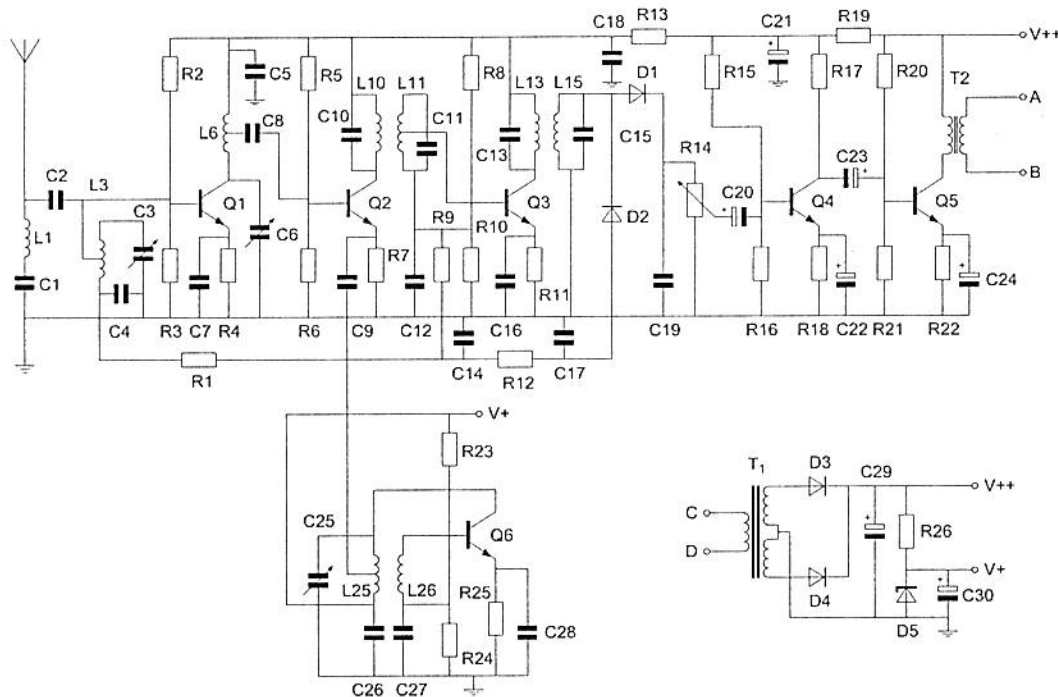 C18
R13
C21
R19
V++
R2
C5
R5
L10
L11
R8
L13
L15
D1
R15
R17
R20
T2
C8
L6
C10
C11
C13
C15
A
C2
L3
R14
C23
B
C3
Q1
Q2
Q3
C20
Q4
Q5
L1
C6
R9
R10
D2
C1
R7
R11
C24
C4
R3
C7
R4
R6
C9
C12
C16
C19
R16
R18
C22
R21
R22
R1
C14
R12
C17
V+
R23
T1
D3
C29
V++
C25
Q6
C
R26
D
L25
L26
R25
V+
D4
C30
C28
D5
R24
C26
C27